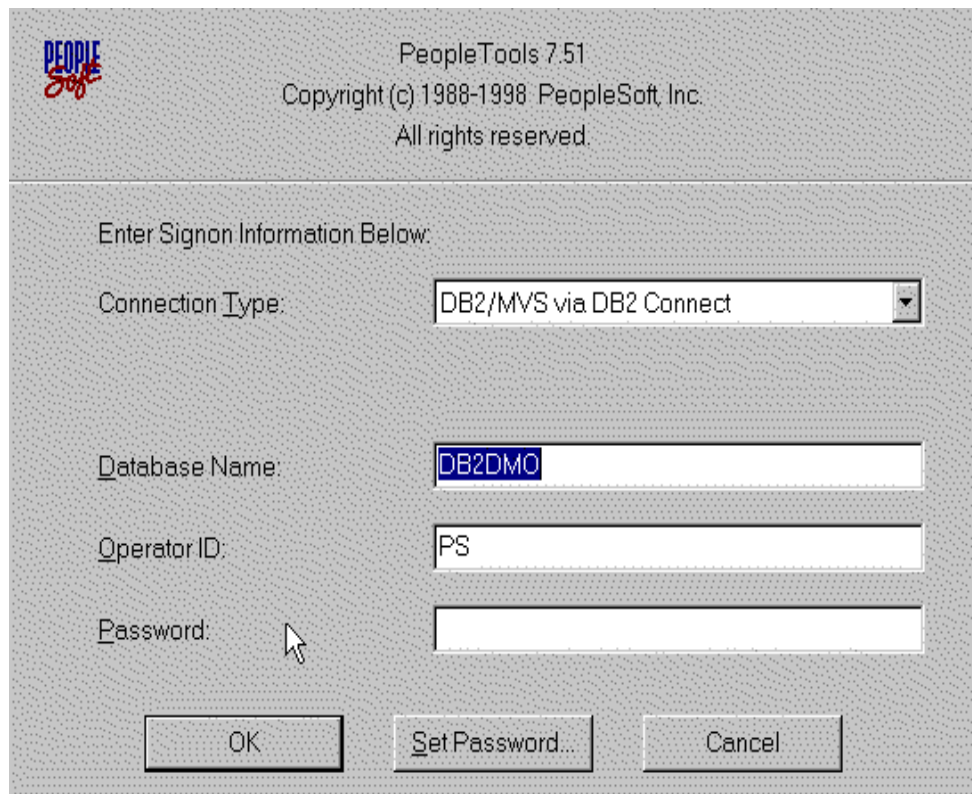 PEOPLE
Soft
PeopleTools 7.51
Copyright (c) 1988-1998 PeopleSoft, Inc.
All rights reserved.
Enter Signon Information Below:
Connection Type: DB2/MVS via DB2 Connect
Database Name: DB2DMO
Operator ID: PS
Password:
OK Set Password... Cancel